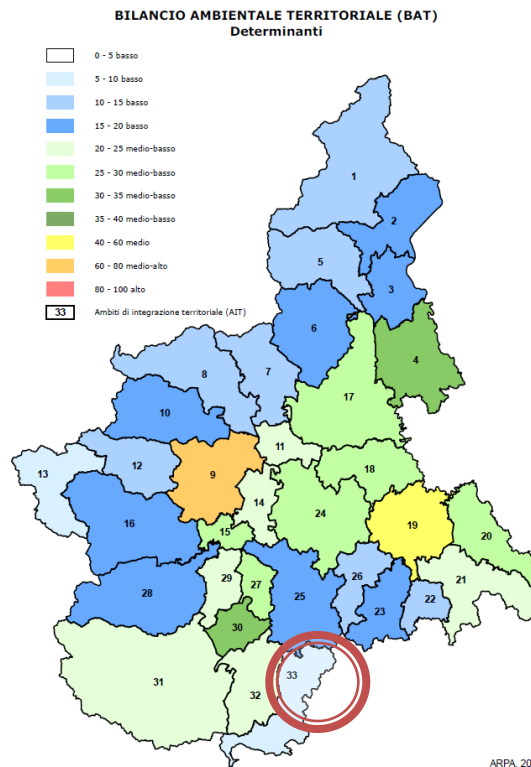 BILANCIO AMBIENTALE TERRITORIALE (BAT)
Determinanti
0 - 5 basso
5 - 10 basso
10 - 15 basso
15 - 20 basso
20 - 25 medio-basso
25 - 30 medio-basso
30 - 35 medio-basso
35 - 40 medio-basso
40 - 60 medio
60 - 80 medio-alto
80 - 100 alto
33 Ambiti di integrazione territoriale (AIT)
1
2
5
3
6
4
8
7
17
10
11
13
12
9
18
14
16
24
19
15
20
29
27
26
21
28
25
23
22
30
31
33
32
ARPA, 20